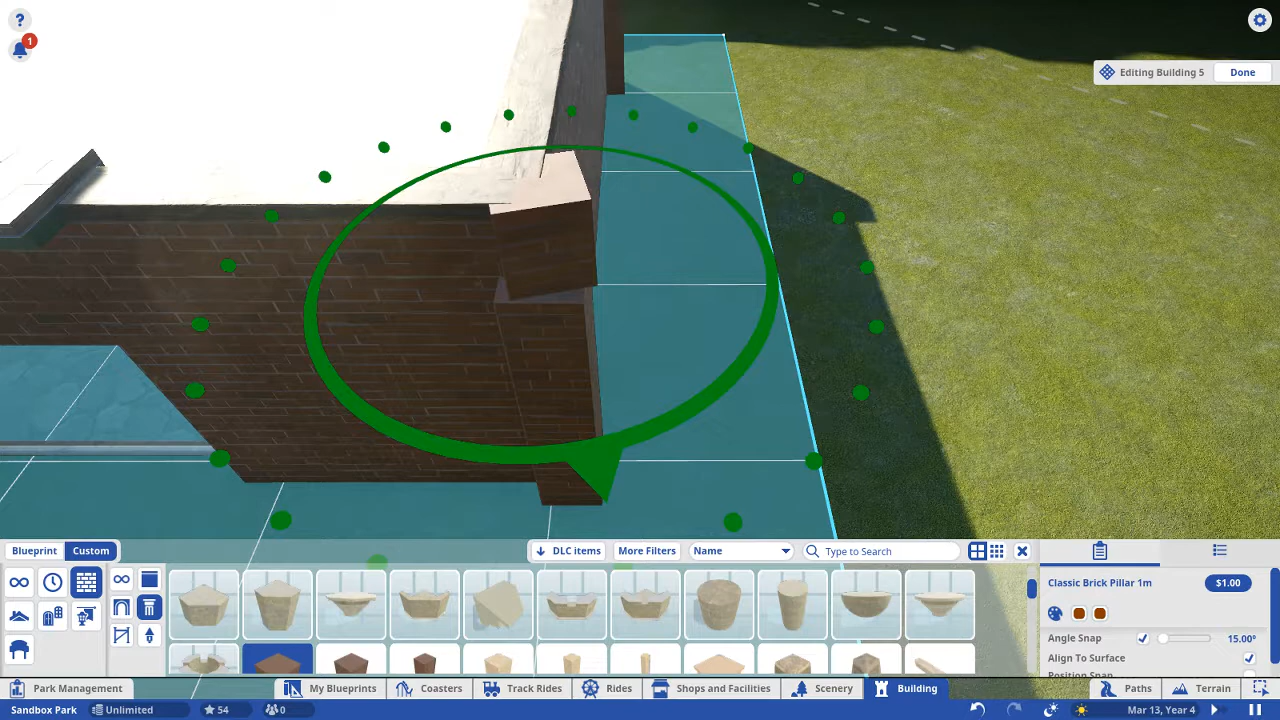 ?
1
Editing Building 5
Done
Blueprint
Custom
DLC items
More Filters
Name
Type to Search
Classic Brick Pillar 1m
$1.00
Angle Snap
15.00°
Align To Surface
Park Management
My Blueprints
Coasters
Track Rides
Rides
Shops and Facilities
Scenery
Building
Paths
Terrain
Sandbox Park
Unlimited
54
0
Mar 13, Year 4